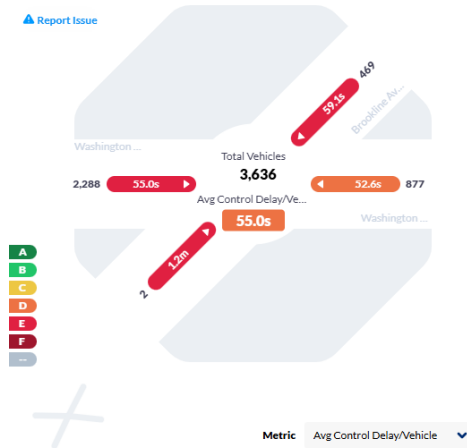 Report Issue
469
59.1s
Brookline Av...
Washington ...
Total Vehicles
3,636
2,288
55.0s
52.6s
877
Avg Control Delay/Ve...
55.0s
Washington ...
1.2m
2
A
B
C
D
E
F
--
Metric
Avg Control Delay/Vehicle